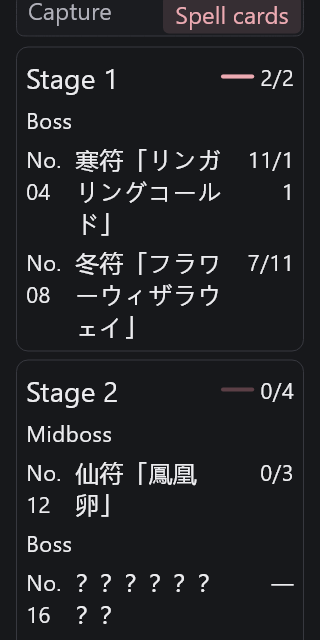 Capture Spell cards
Stage 1 2/2
Boss
No. 寒符「リンガ 11/1
04 リングコール 1
ド」
No. 冬符「フラワ 7/11
08 ーウィザラウ
ェイ」
Stage 2 0/4
Midboss
No. 仙符「鳳凰 0/3
12 卵」
Boss
No. ？？？？？？ —
16 ？？